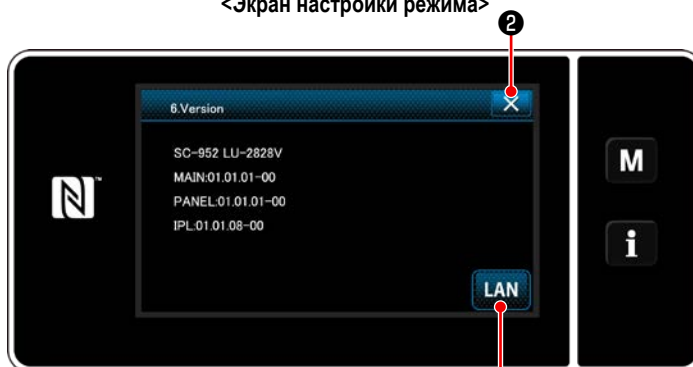 <Экран настройки режима>
❷
6.Version
SC-952 LU-2828V
MAIN:01.01.01-00
PANEL:01.01.01-00
IPL:01.01.08-00
LAN
M
i